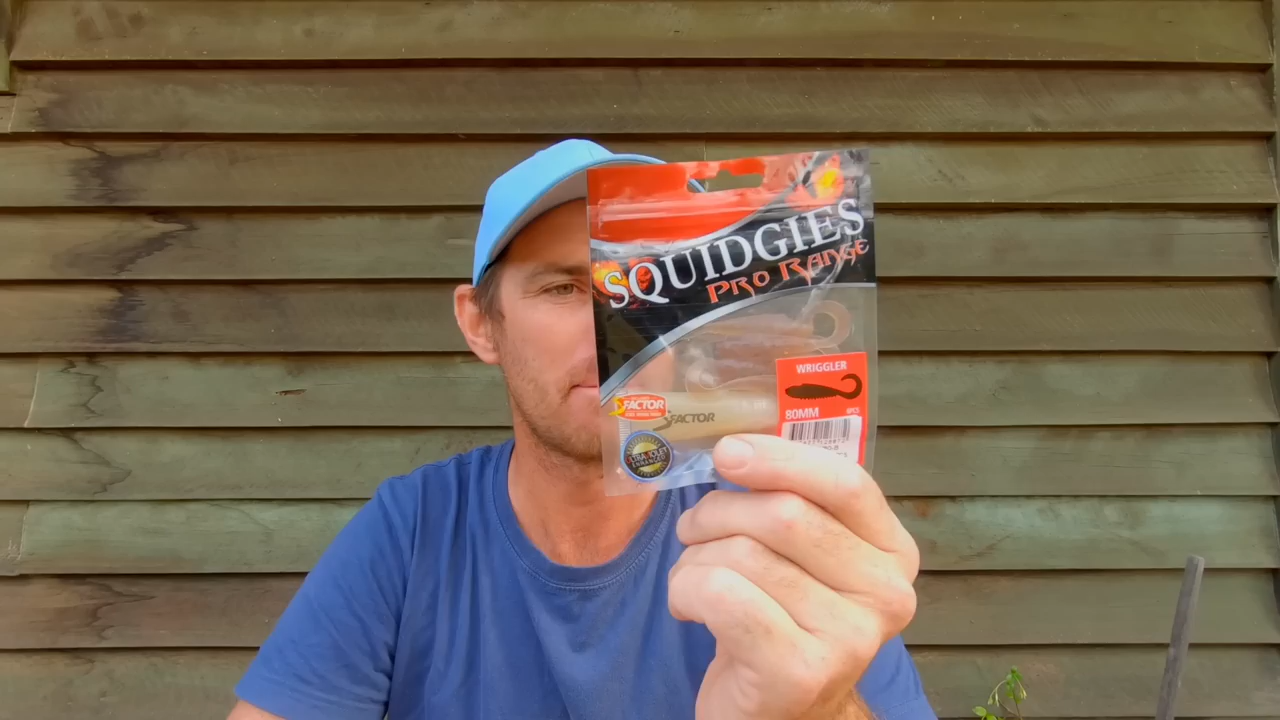 SQUIDGIES
PRO RANGE
WRIGGLER
80MM
FACTOR
FACTOR